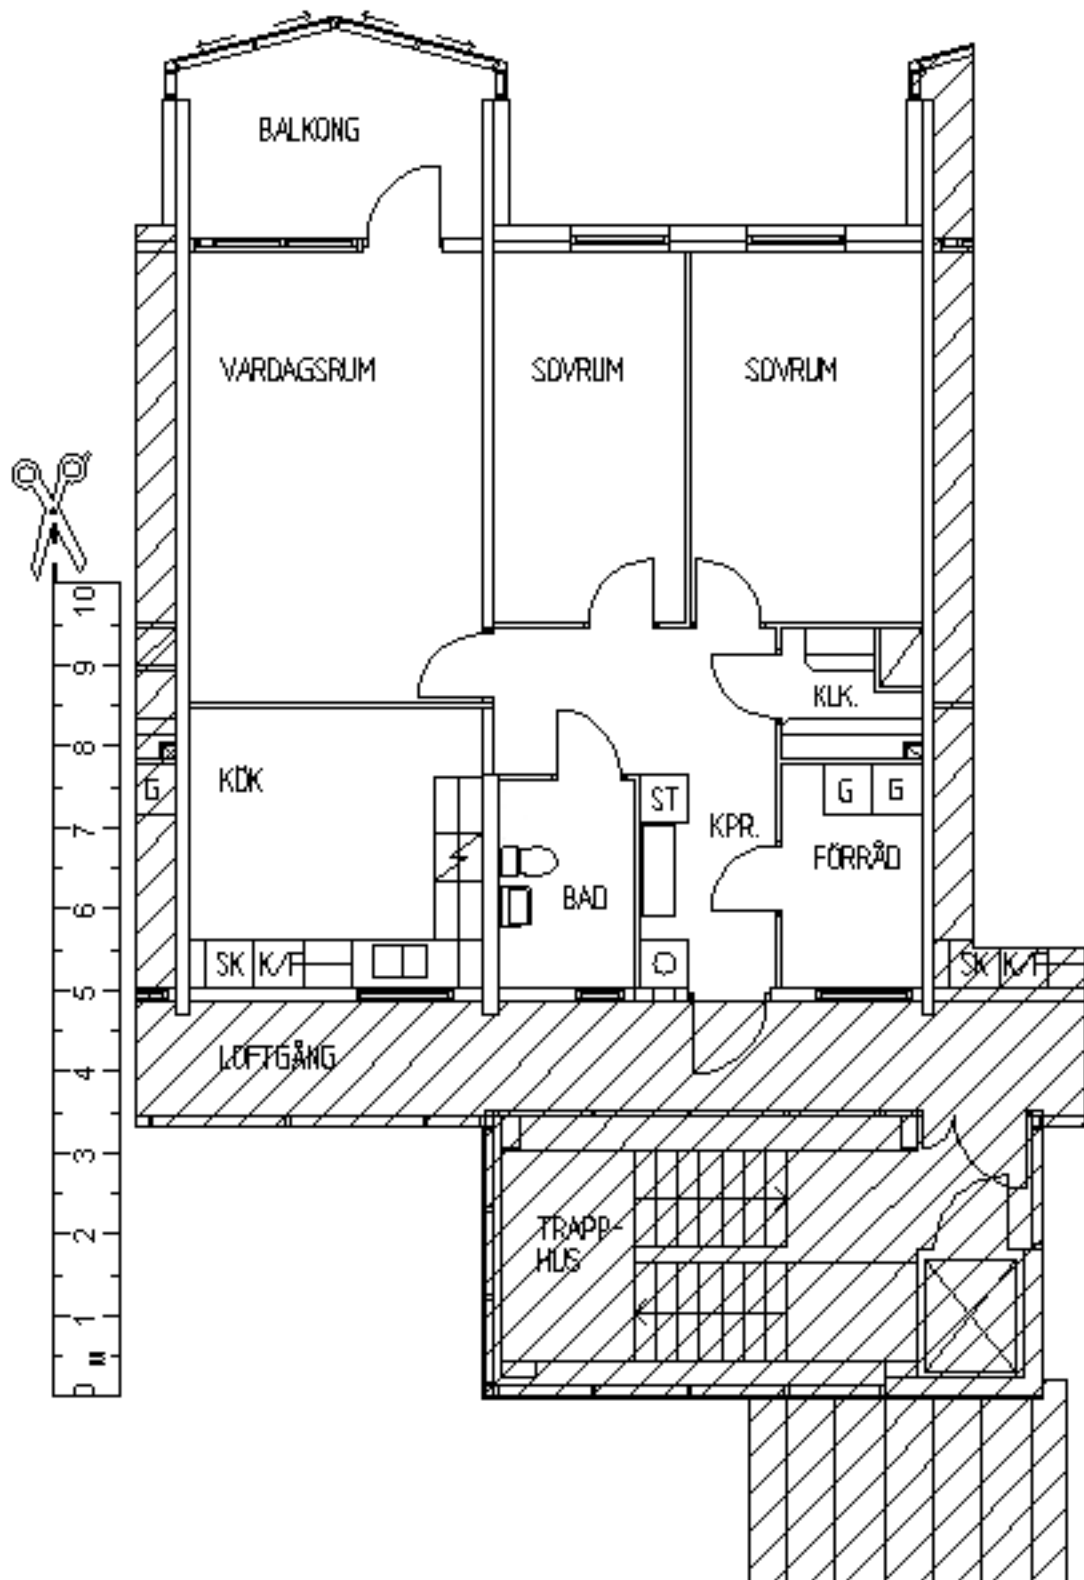 BALKONG
VARDAGSRUM
SOVRUM
SOVRUM
10
9
8
7
6
5
4
3
2
1
0
M
KLK.
KÖK
G
ST
KPR.
G
G
FÖRRÅD
BAD
SK
K/F
SK
K/F
LOFTGÅNG
TRAPP-
HUS